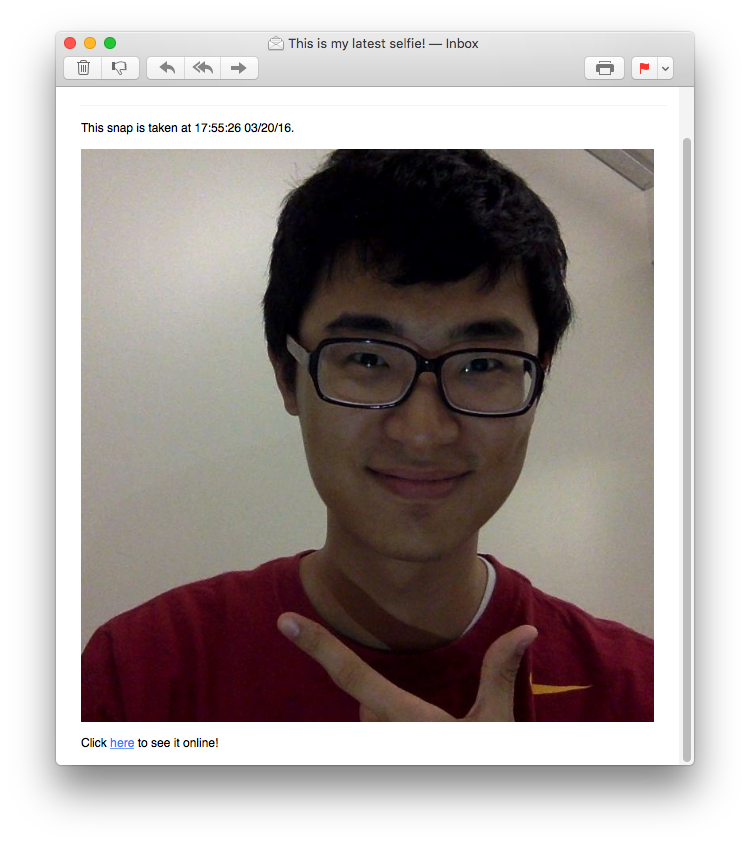 This is my latest selfie! — Inbox
This snap is taken at 17:55:26 03/20/16.
Click here to see it online!